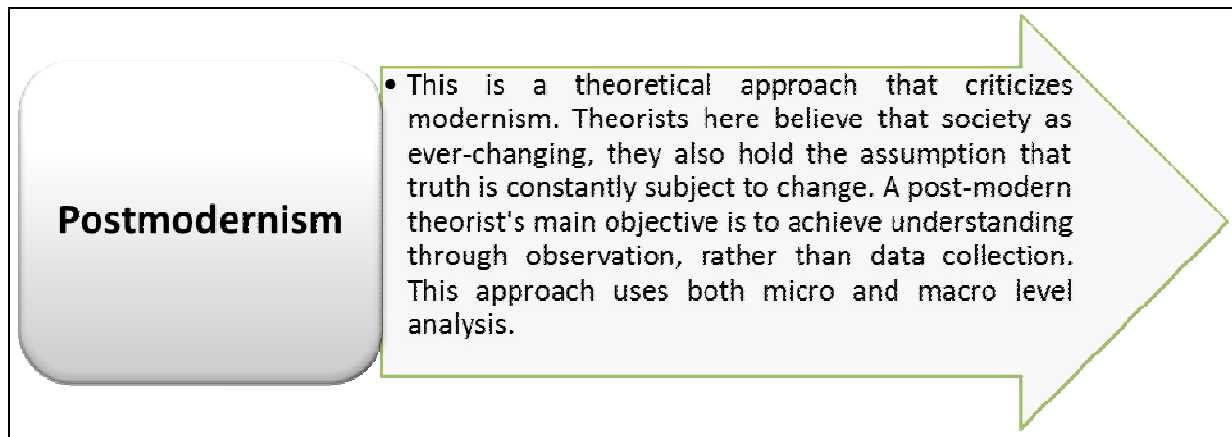 Postmodernism
• This is a theoretical approach that criticizes
modernism. Theorists here believe that society as
ever-changing, they also hold the assumption that
truth is constantly subject to change. A post-modern
theorist's main objective is to achieve understanding
through observation, rather than data collection.
This approach uses both micro and macro level
analysis.